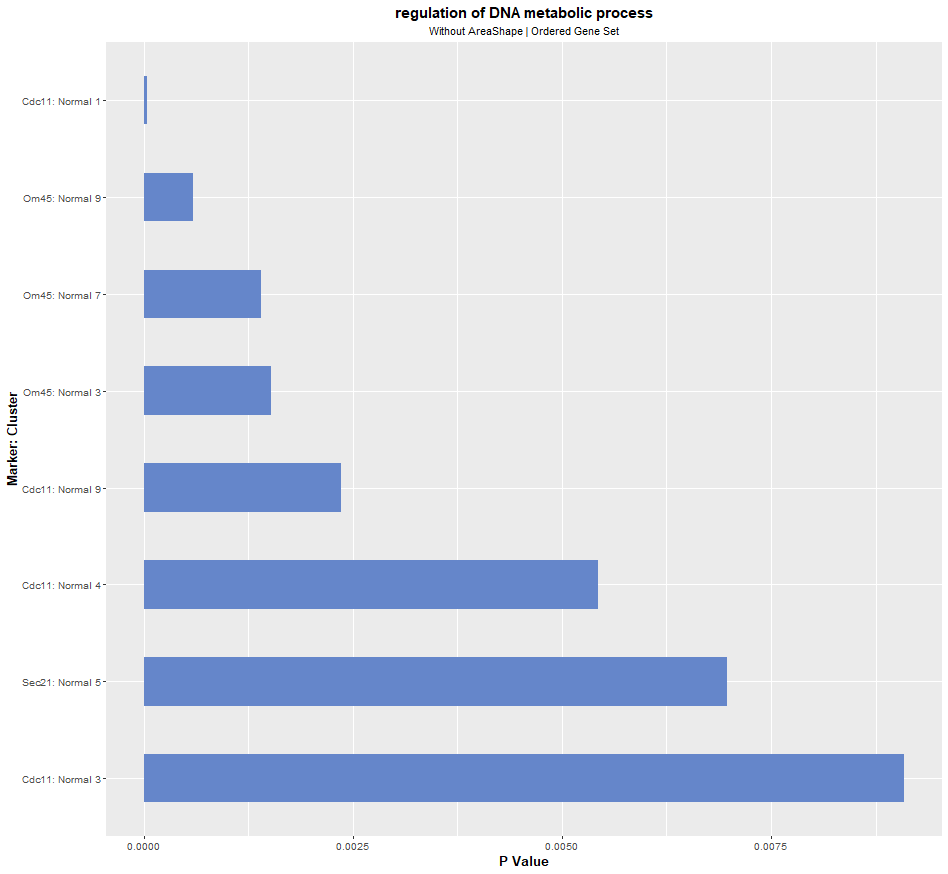 regulation of DNA metabolic process
Without AreaShape | Ordered Gene Set
Marker: Cluster
Cdc11: Normal 1
Om45: Normal 9
Om45: Normal 7
Om45: Normal 3
Cdc11: Normal 9
Cdc11: Normal 4
Sec21: Normal 5
Cdc11: Normal 3
0.0000 0.0025 0.0050 0.0075
P Value